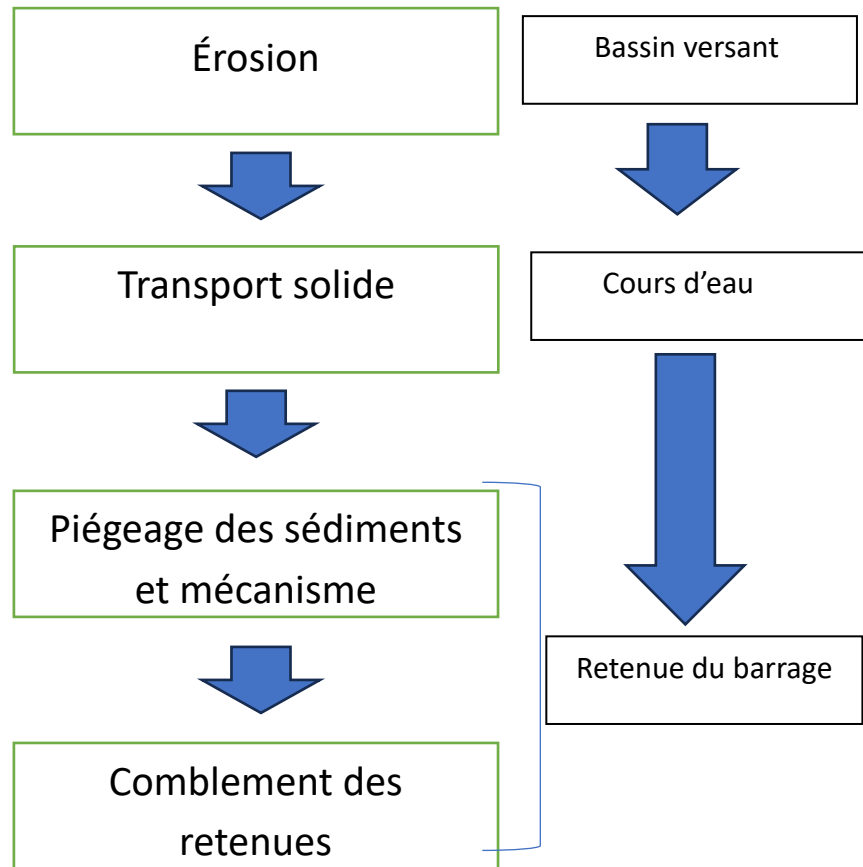 Érosion
Bassin versant
Transport solide
Cours d’eau
Piégeage des sédiments
et mécanisme
Retenue du barrage
Comblement des
retenues